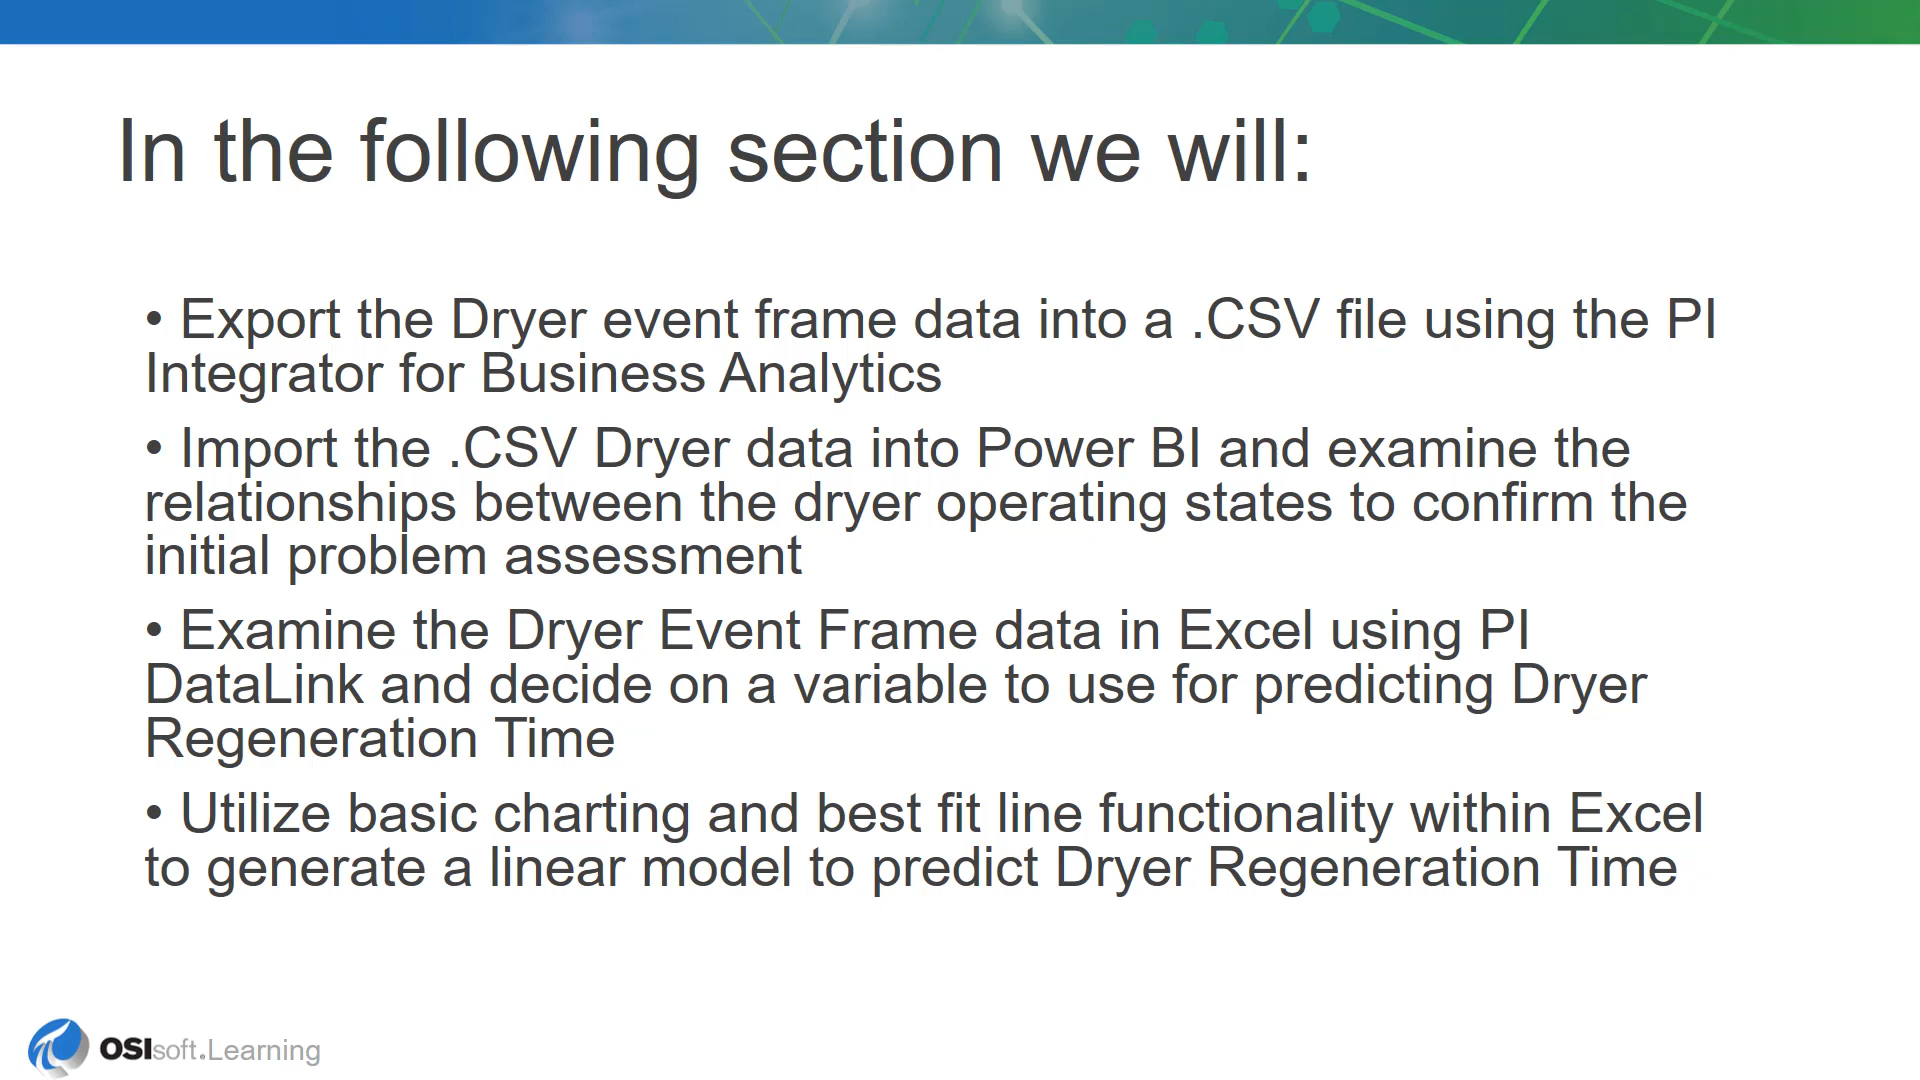 In the following section we will:
• Export the Dryer event frame data into a .CSV file using the PI
Integrator for Business Analytics
• Import the .CSV Dryer data into Power BI and examine the
relationships between the dryer operating states to confirm the
initial problem assessment
• Examine the Dryer Event Frame data in Excel using PI
DataLink and decide on a variable to use for predicting Dryer
Regeneration Time
• Utilize basic charting and best fit line functionality within Excel
to generate a linear model to predict Dryer Regeneration Time
OSIsoft.Learning